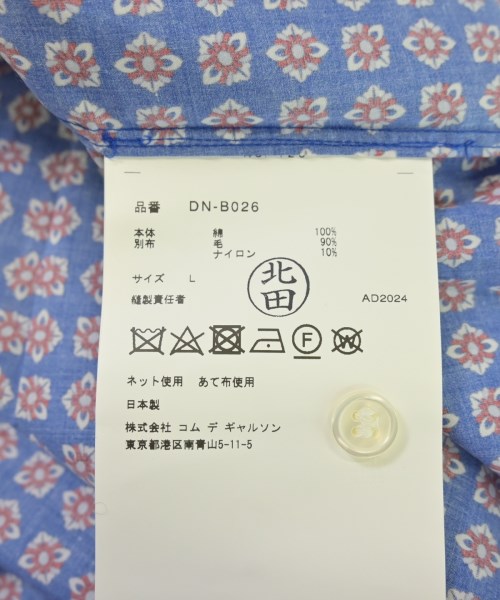 品番 DN-B026
本体 綿 100%
別布 毛 90%
ナイロン 10%
サイズ L
縫製責任者 北田 AD2024
F W
ネット使用 あて布使用
日本製
株式会社 コム デ ギャルソン
東京都港区南青山5-11-5